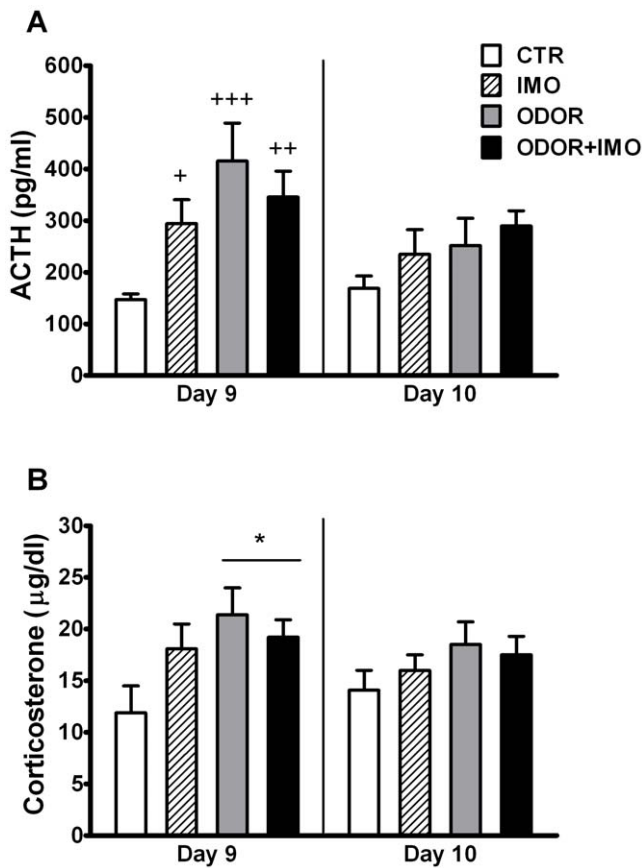 A
CTR
IMO
ODOR
ODOR+IMO
600
500
400
300
200
100
0
ACTH (pg/ml)
+
+++
++
Day 9
Day 10
B
30
25
20
15
10
5
0
Corticosterone (μg/dl)
*
Day 9
Day 10